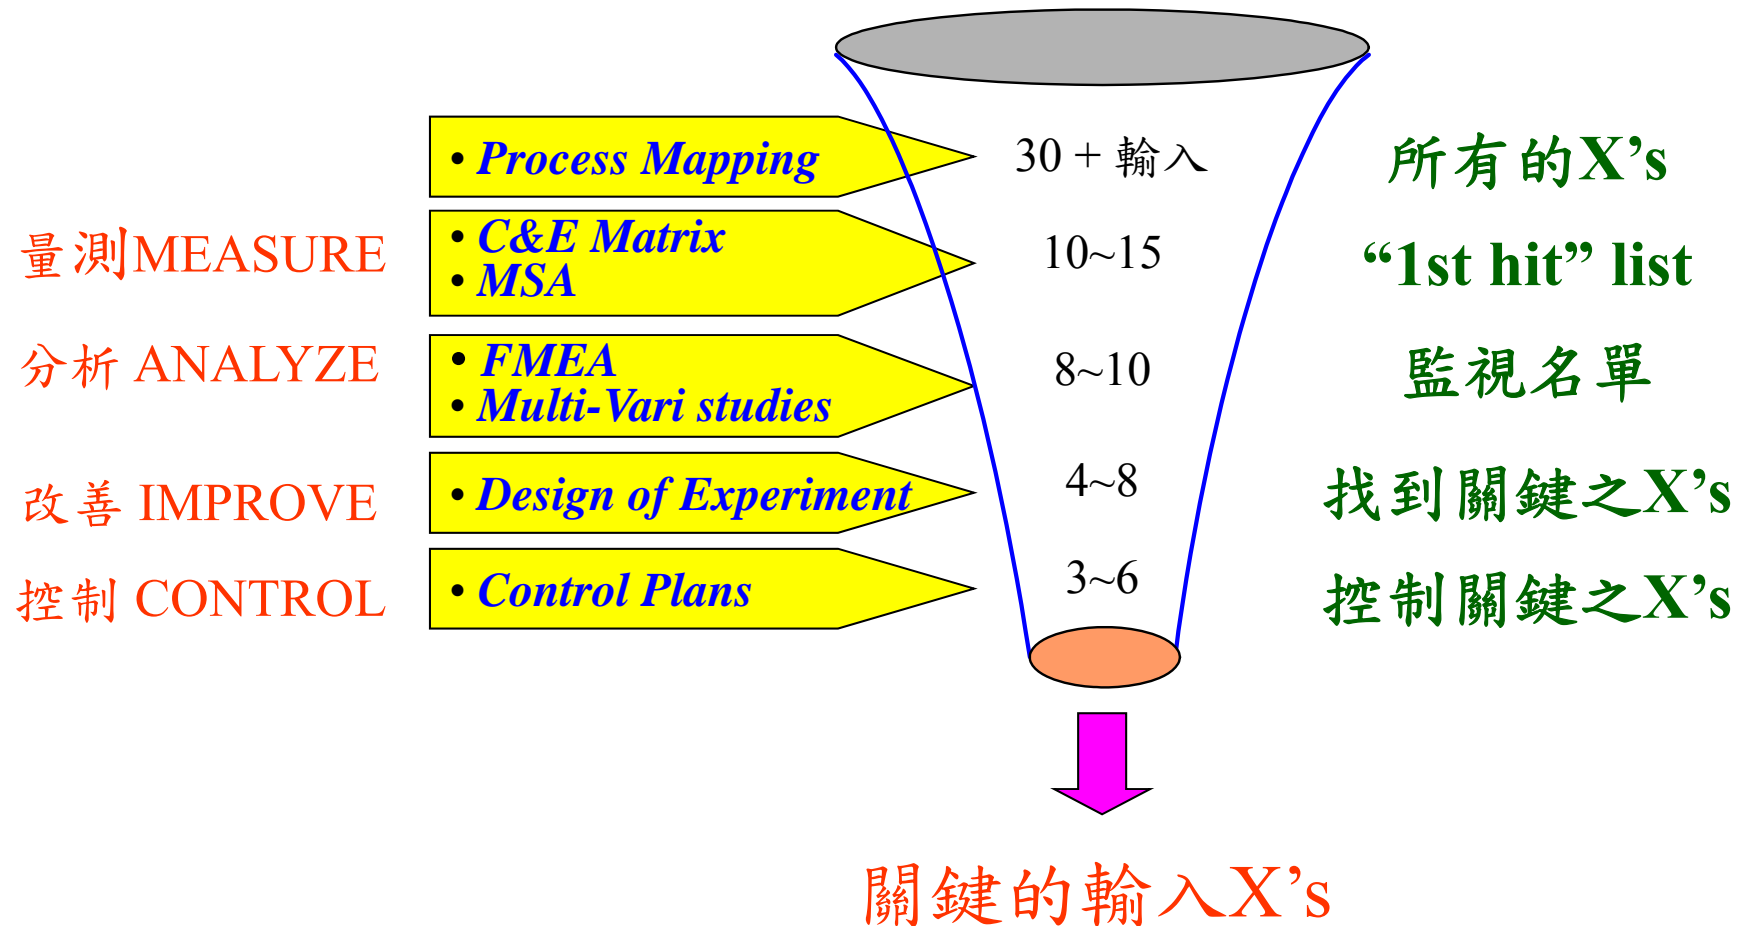 • Process Mapping
30 + 輸入
所有的X’s
量測MEASURE
• C&E Matrix
• MSA
10~15
“1st hit” list
分析 ANALYZE
• FMEA
• Multi-Vari studies
8~10
監視名單
改善 IMPROVE
• Design of Experiment
4~8
找到關鍵之X’s
控制 CONTROL
• Control Plans
3~6
控制關鍵之X’s
關鍵的輸入X’s